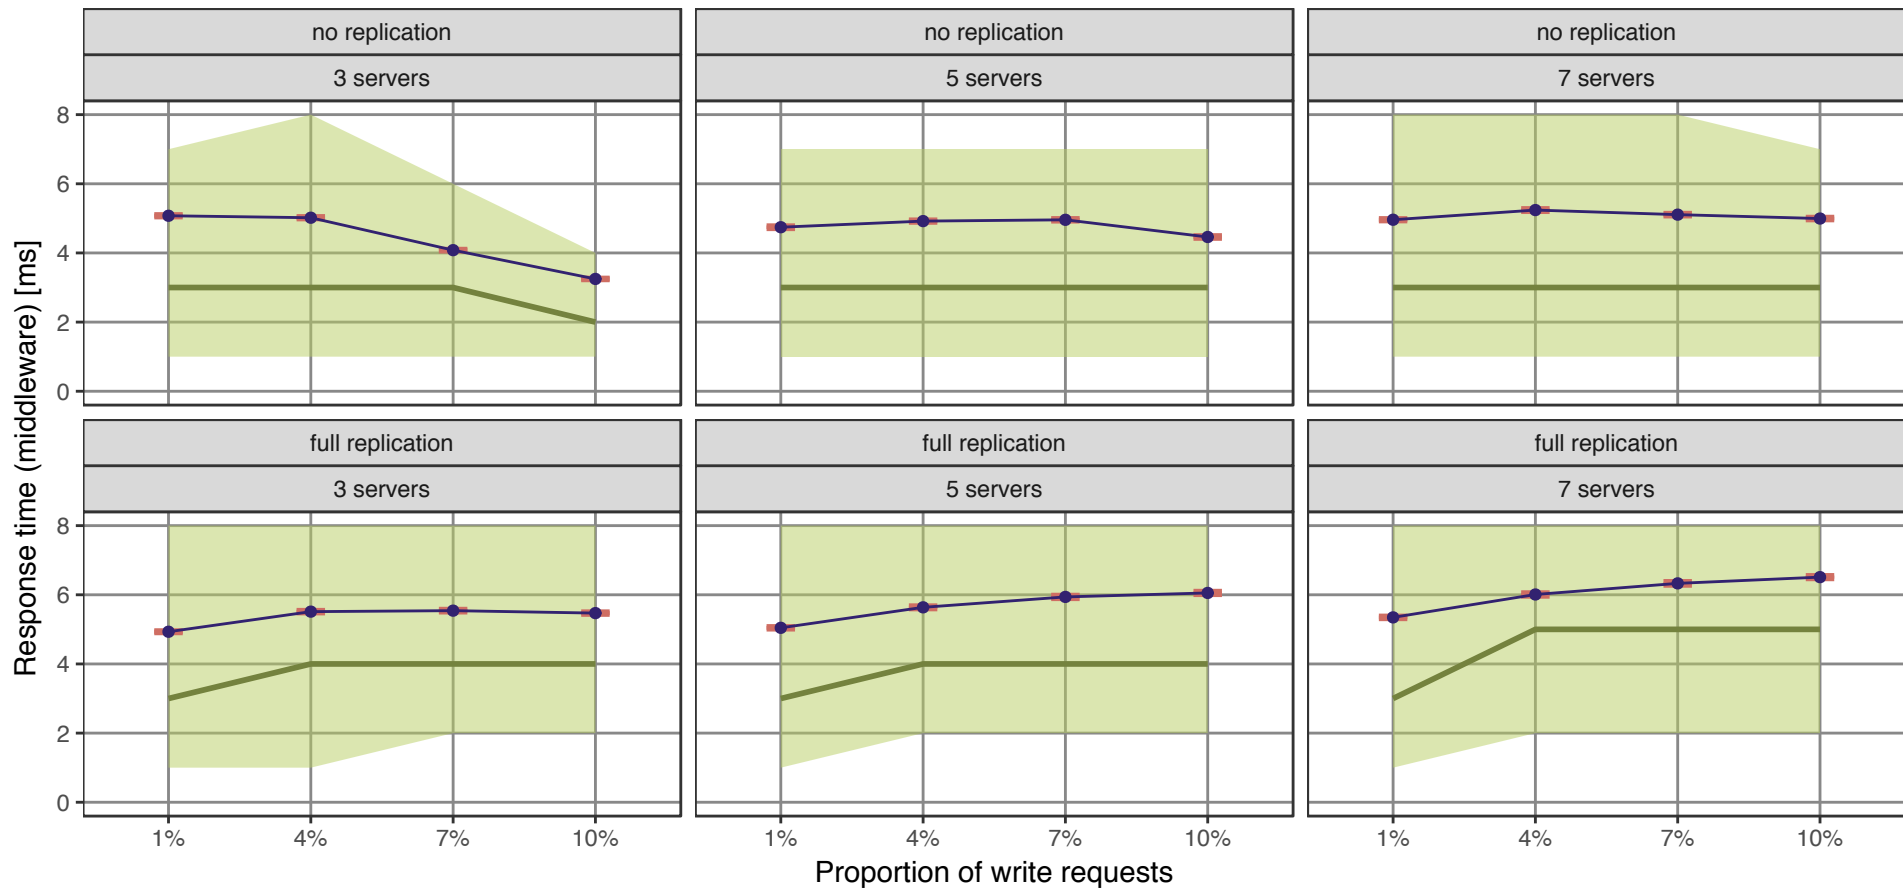 no replication
3 servers
no replication
5 servers
no replication
7 servers
8
6
4
2
0
full replication
3 servers
full replication
5 servers
full replication
7 servers
8
6
4
2
0
1% 4% 7% 10%
1% 4% 7% 10%
1% 4% 7% 10%
Proportion of write requests
Response time (middleware) [ms]